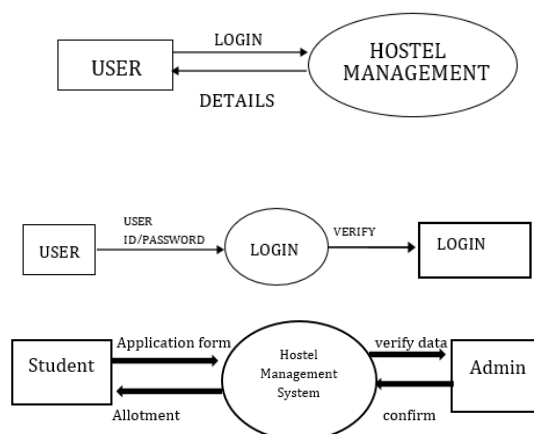 LOGIN
USER
HOSTEL
MANAGEMENT
DETAILS
USER
USER
ID/PASSWORD
LOGIN
VERIFY
LOGIN
Student
Application form
Allotment
Hostel
Management
System
verify data
confirm
Admin